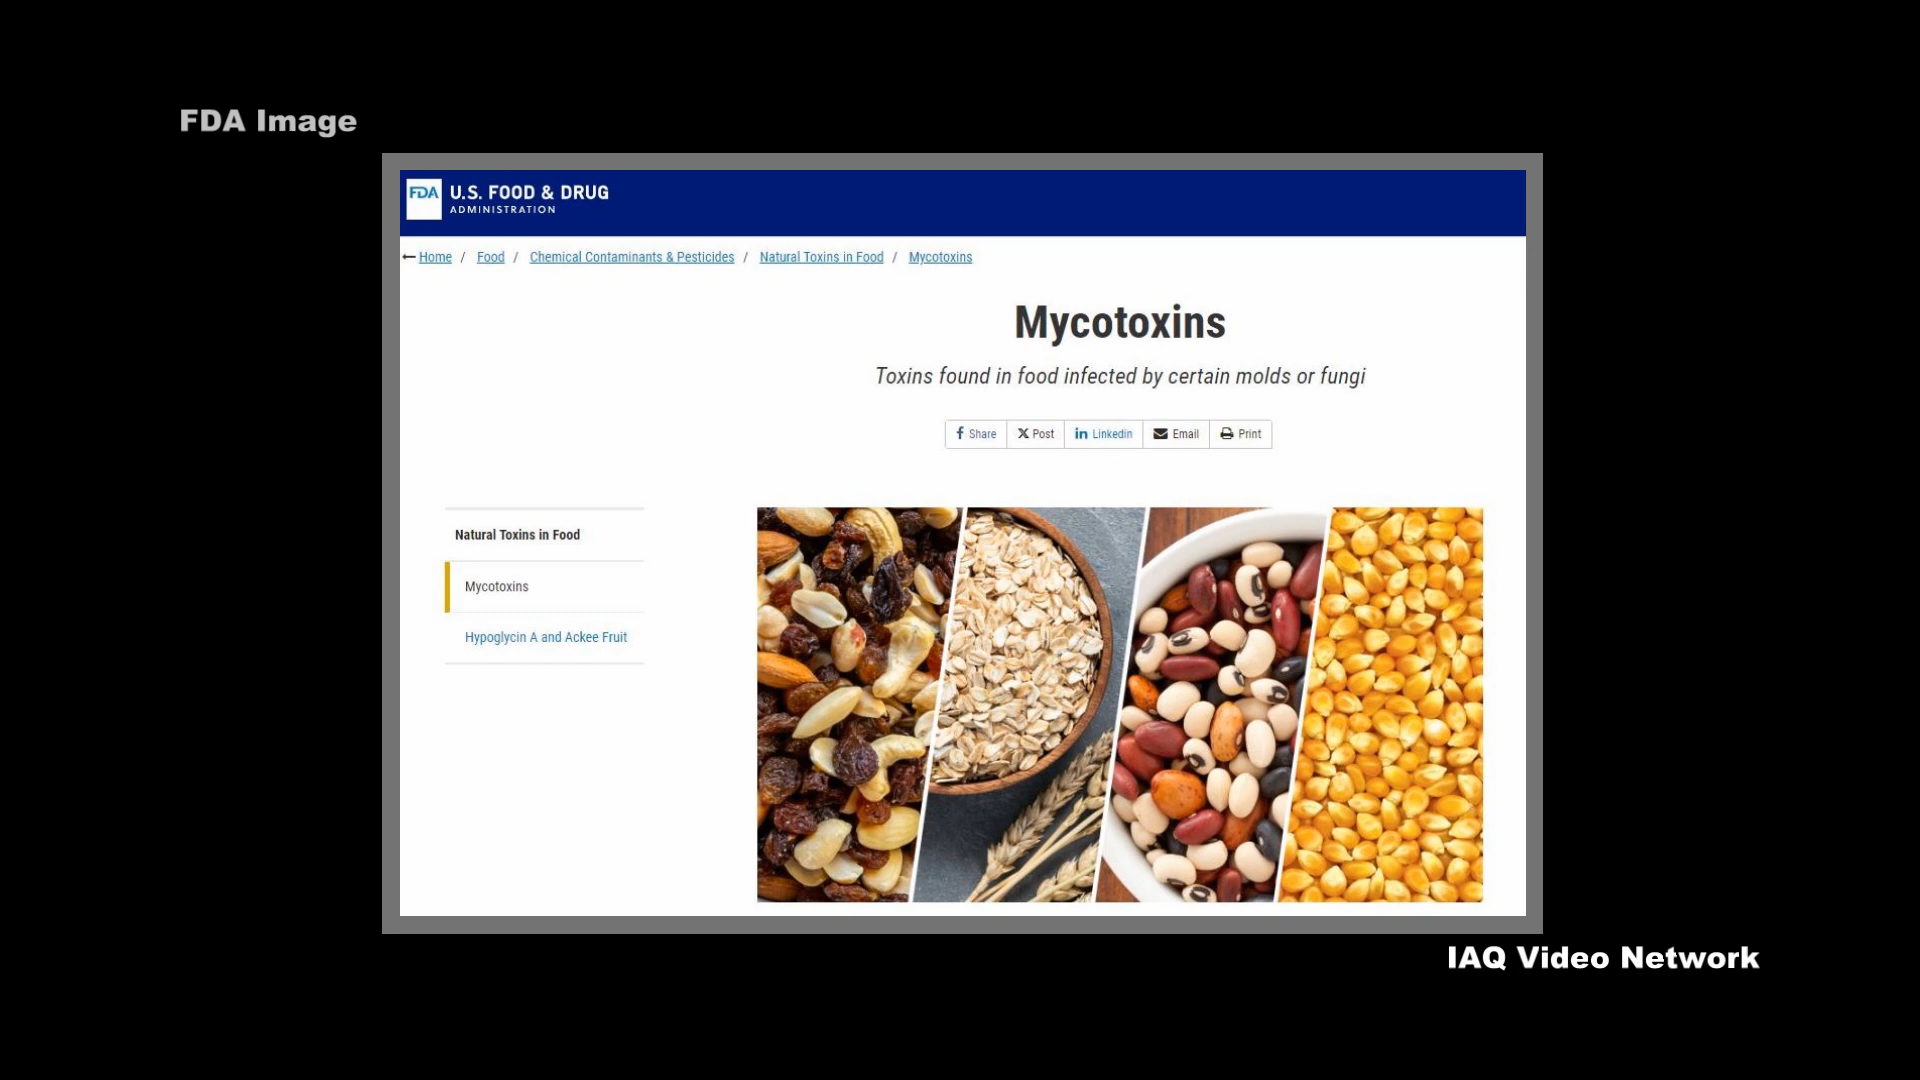 FDA Image
FDA U.S. FOOD & DRUG
ADMINISTRATION
Home / Food / Chemical Contaminants & Pesticides / Natural Toxins in Food / Mycotoxins
Mycotoxins
Toxins found in food infected by certain molds or fungi
Share Post Linkedin Email Print
Natural Toxins in Food
Mycotoxins
Hypoglycin A and Ackee Fruit
IAQ Video Network